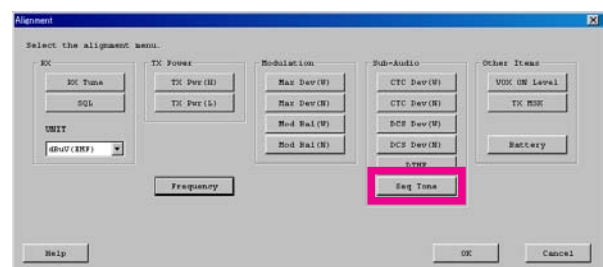 Alignment
Select the alignment menu.
RX
RX Tune
SQL
UNIT
dBuV(EMF)
TX Power
TX Pwr(H)
TX Pwr(L)
Modulation
Max Dev(W)
Max Dev(N)
Mod Bal(W)
Mod Bal(N)
Sub-Audio
CTC Dev(W)
CTC Dev(N)
DCS Dev(W)
DCS Dev(N)
DTMF
Seq Tone
Other Items
VOX ON Level
TX MSK
Battery
Frequency
Help
OK
Cancel